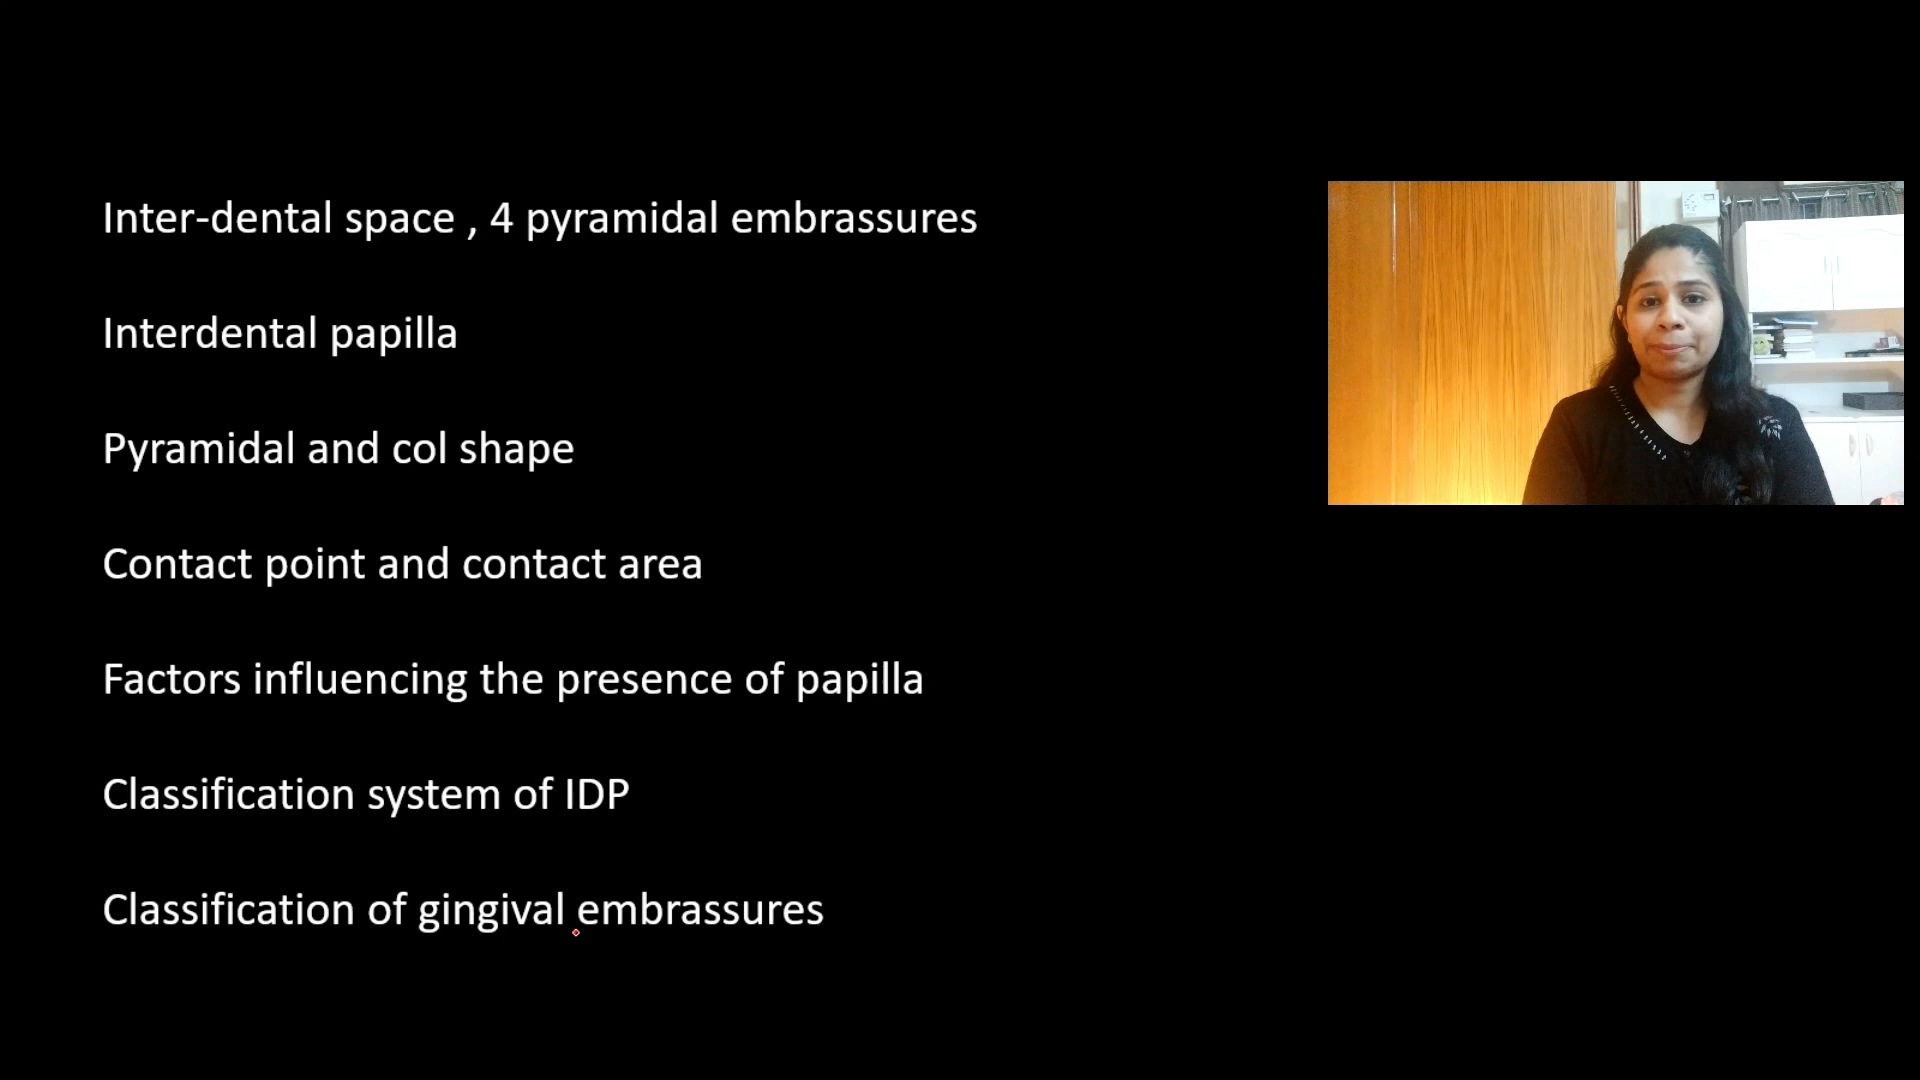 Inter-dental space , 4 pyramidal embrassures
Interdental papilla
Pyramidal and col shape
Contact point and contact area
Factors influencing the presence of papilla
Classification system of IDP
Classification of gingival embrassures